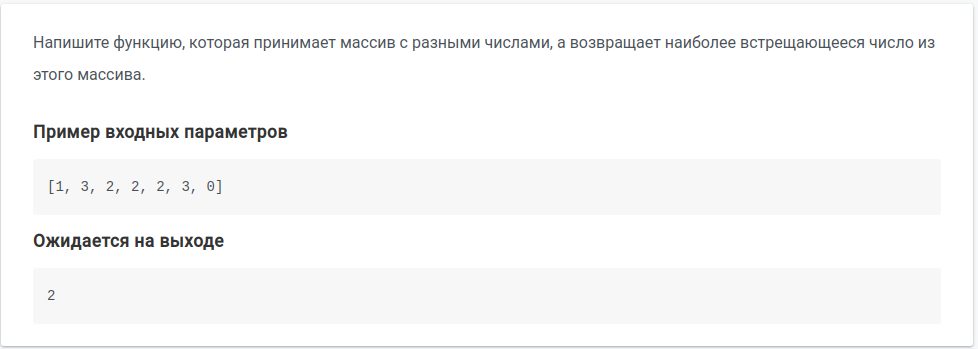 Напишите функцию, которая принимает массив с разными числами, а возвращает наиболее встрещающееся число из
этого массива.
Пример входных параметров
[1, 3, 2, 2, 2, 3, 0]
Ожидается на выходе
2